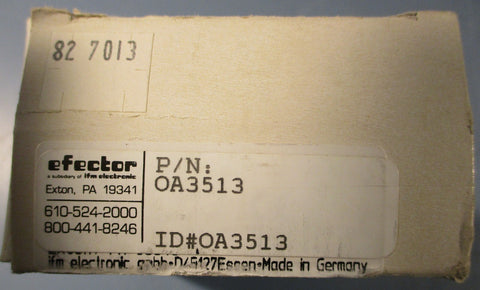 82 7013
efector
a subsidiary of ifm electronic
Exton, PA 19341
610-524-2000
800-441-8246
P/N:
OA3513
ID#OA3513
ifm electronic gmbh•D/45127Essen•Made in Germany